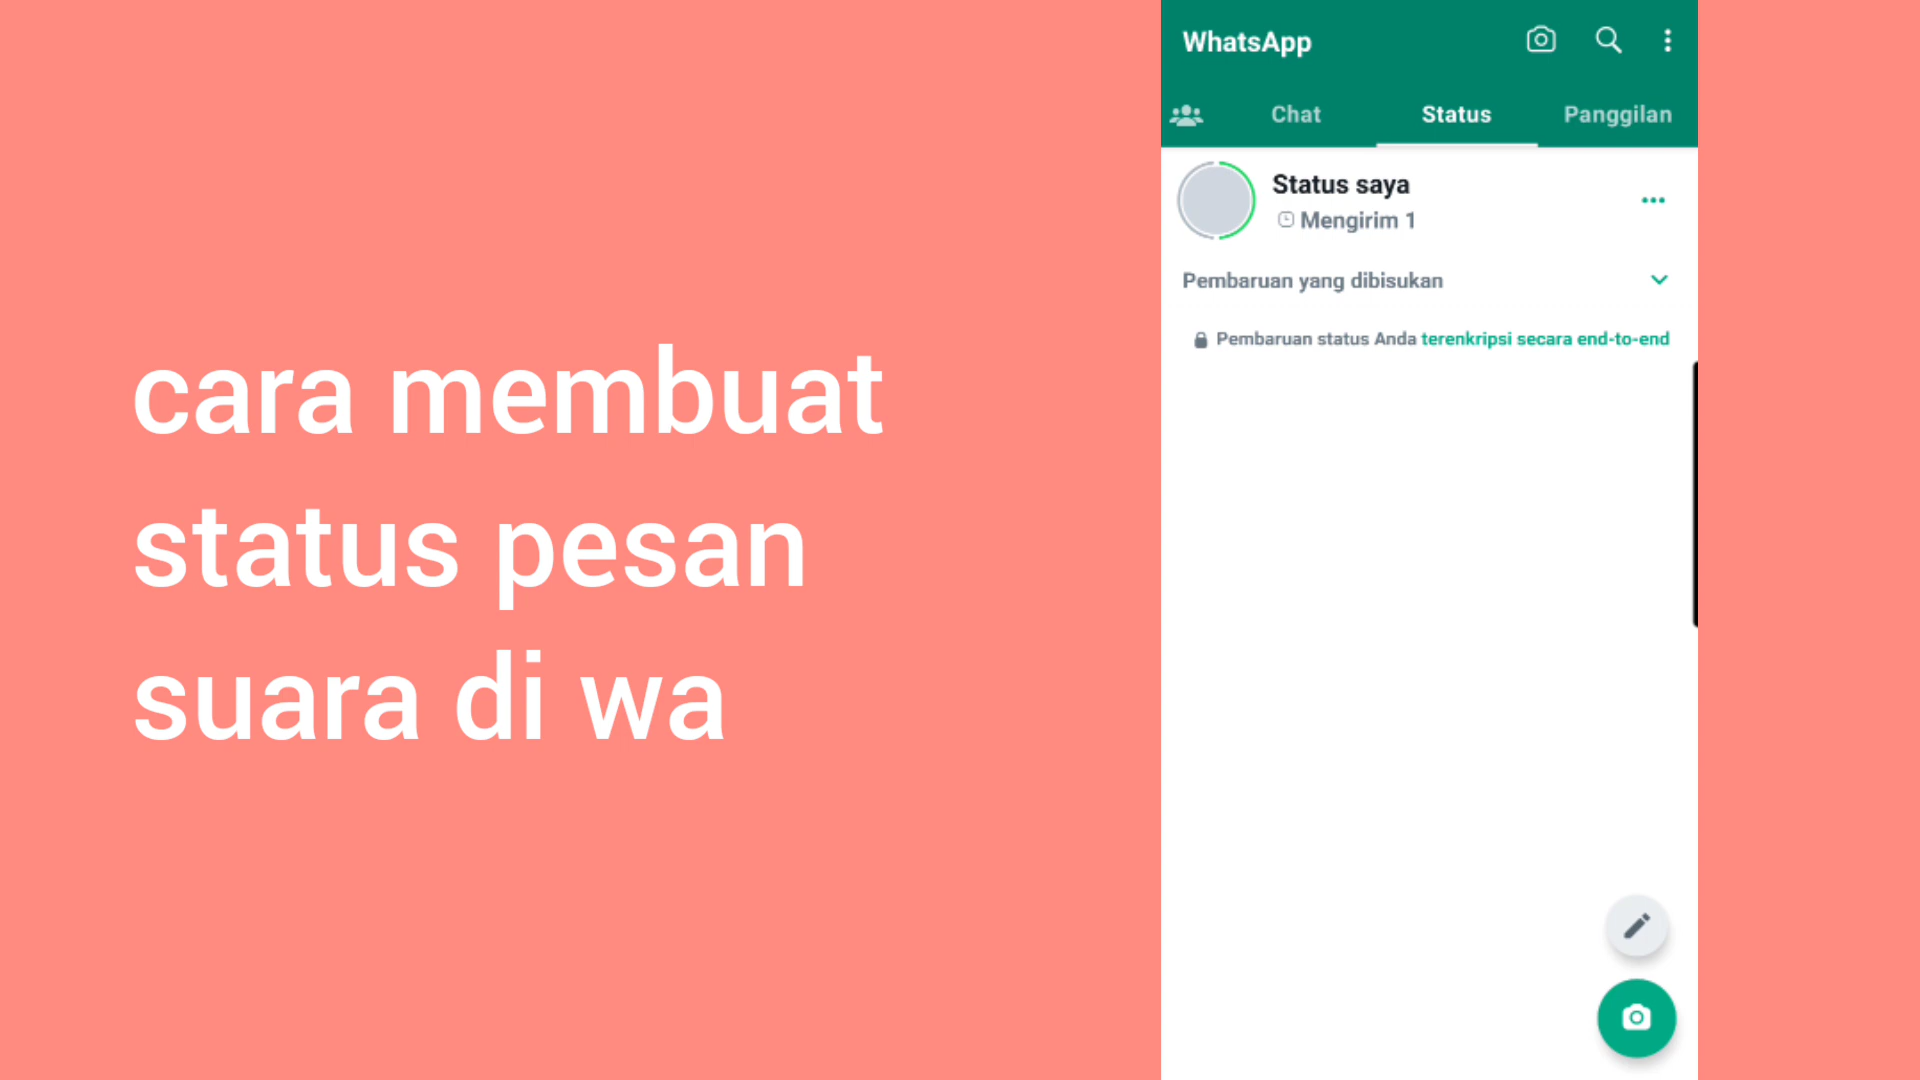 cara membuat
status pesan
suara di wa
WhatsApp
Chat Status Panggilan
Status saya
Mengirim 1
Pembaruan yang dibisukan
Pembaruan status Anda terenkripsi secara end-to-end